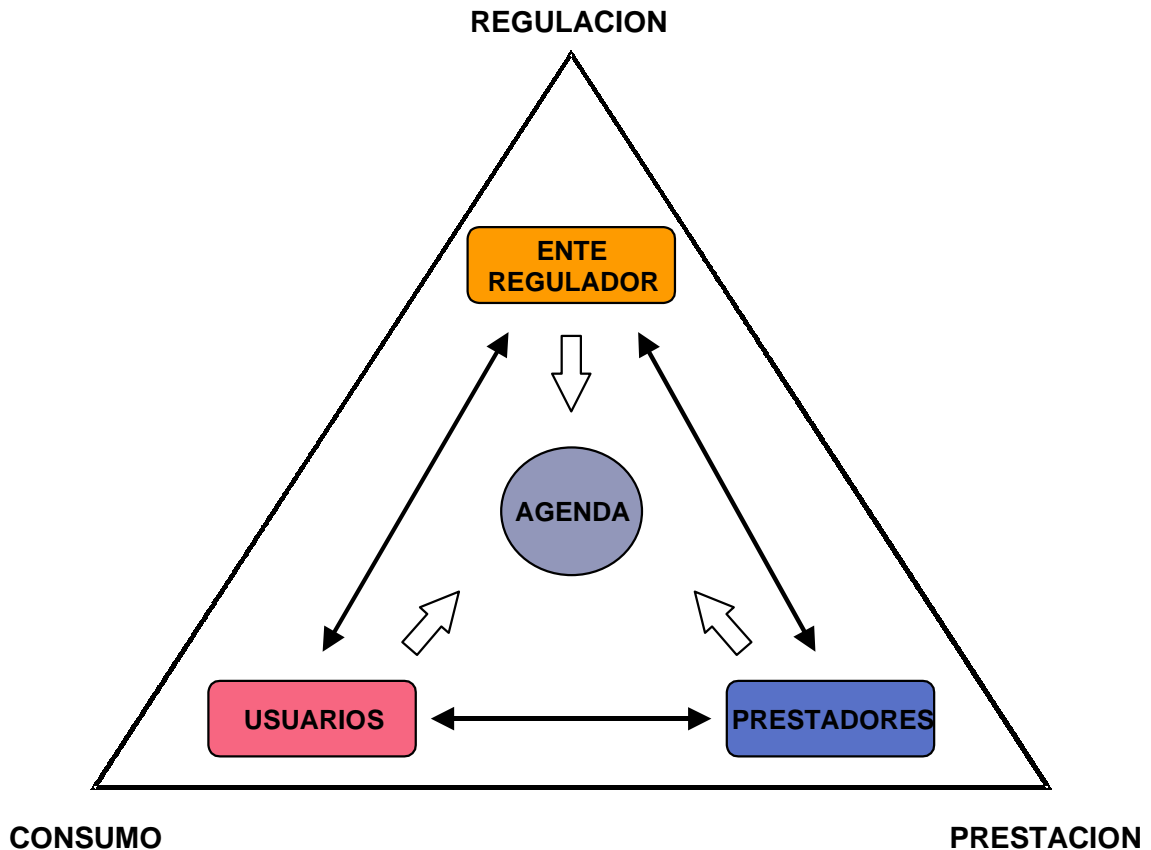 REGULACION
ENTE
REGULADOR
AGENDA
USUARIOS
PRESTADORES
CONSUMO
PRESTACION